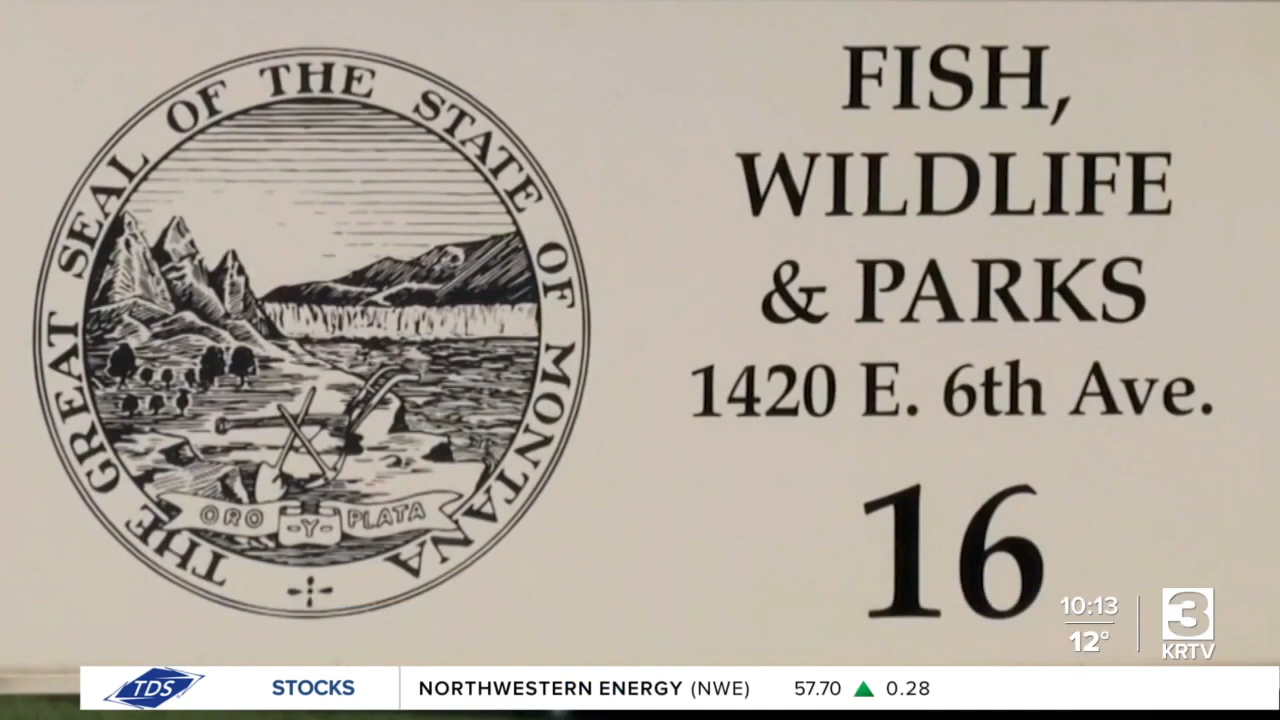 THE GREAT SEAL OF THE STATE OF MONTANA
ORO -Y- PLATA
FISH,
WILDLIFE
& PARKS
1420 E. 6th Ave.
16
10:13
12°
3
KRTV
TDS STOCKS NORTHWESTERN ENERGY (NWE) 57.70 ▲ 0.28